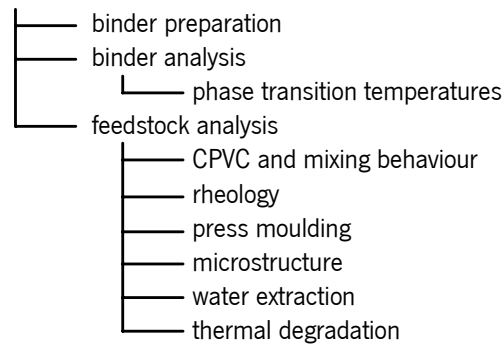 binder preparation
binder analysis
phase transition temperatures
feedstock analysis
CPVC and mixing behaviour
rheology
press moulding
microstructure
water extraction
thermal degradation